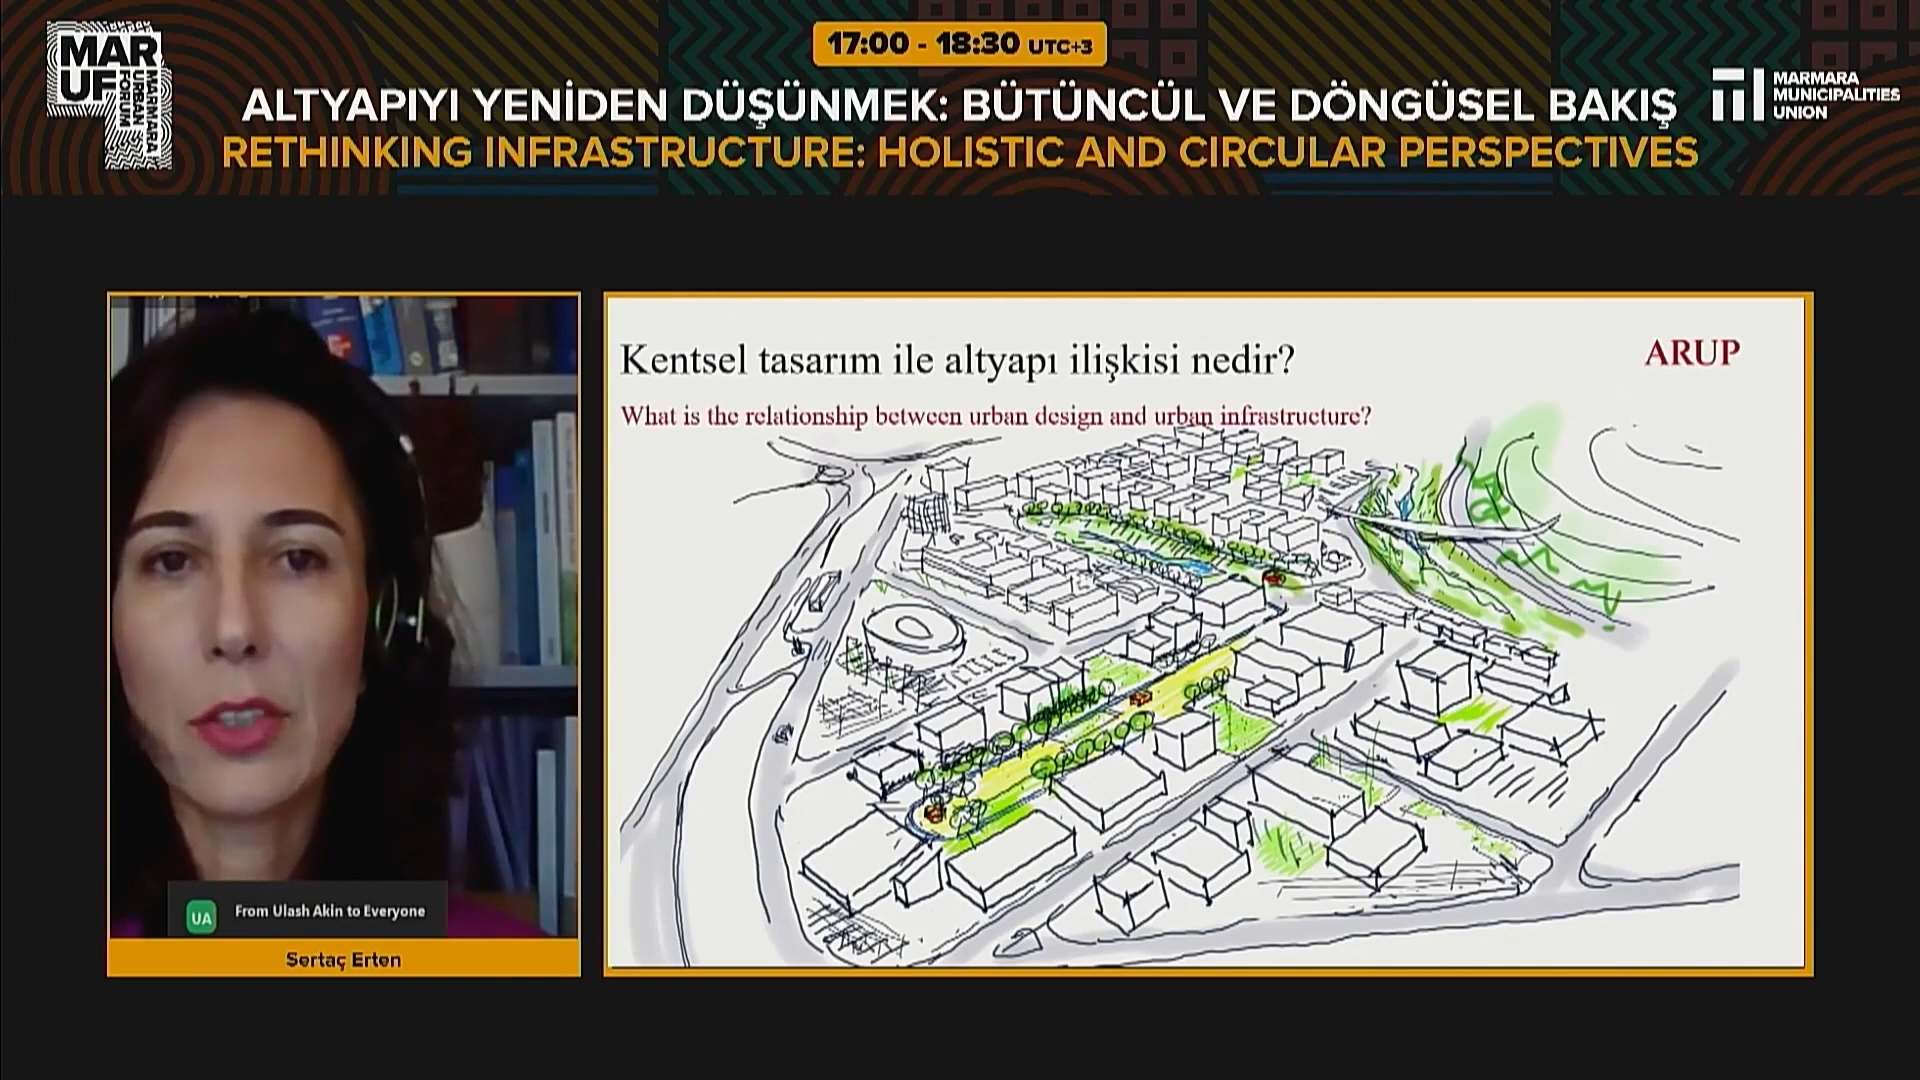 MAR
UF
MARMARA
URBAN
FORUM
17:00 - 18:30 UTC+3
ALTYAPIYI YENİDEN DÜŞÜNMEK: BÜTÜNCÜL VE DÖNGÜSEL BAKIŞ
RETHINKING INFRASTRUCTURE: HOLISTIC AND CIRCULAR PERSPECTIVES
MARMARA
MUNICIPALITIES
UNION
Kentsel tasarım ile altyapı ilişkisi nedir?
ARUP
What is the relationship between urban design and urban infrastructure?
UA
From Ulash Akin to Everyone
Sertaç Erten